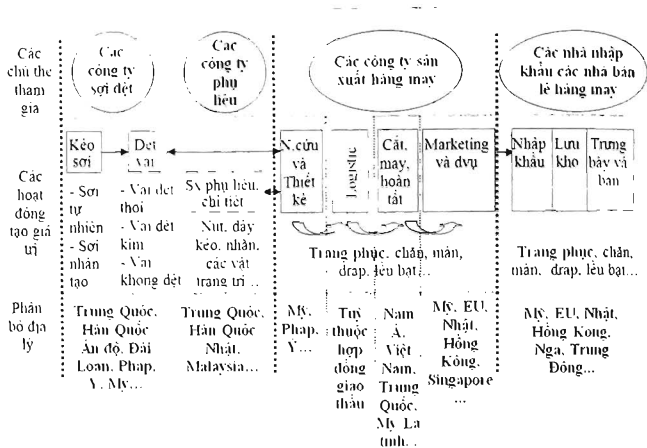 Các
chủ thể
tham
gia
Các
công ty
sợi dệt
Các
công ty
phụ
liệu
Các công ty sản
xuất hàng may
Các nhà nhập
khẩu các nhà bán
lẻ hàng may
Các
hoạt
động
tạo giá
trị
Kéo
sợi
Dệt
vải
- Sợi
tự
nhiên
- Sợi
nhân
tạo
- Vải dệt
thoi
- Vải dệt
kim
- Vải
không dệt
Sx phụ liệu,
chi tiết
Nút, dây
kéo, nhãn,
các vật
trang trí ..
N.cứu
và
Thiết
kế
Logistic
Cắt,
may,
hoàn
tất
Marketing
và dvụ
Trang phục, chăn, màn,
drap, lều bạt...
Nhập
khẩu
Lưu
kho
Trưng
bày và
bán
Trang phục, chăn,
màn, drap, lều bạt...
Phân
bố địa
lý
Trung Quốc,
Hàn Quốc
Ấn độ, Đài
Loan, Pháp,
Ý, Mỹ...
Trung Quốc,
Hàn Quốc
Nhật,
Malaysia...
Mỹ,
Pháp,
Ý...
Tuỳ
thuộc
hợp
đồng
giao
thầu
Nam
Á,
Việt
Nam,
Trung
Quốc,
Mỹ La
tinh. .
Mỹ, EU,
Nhật,
Hồng
Kông,
Singapore
...
Mỹ, EU, Nhật,
Hồng Kong,
Nga, Trung
Đông...